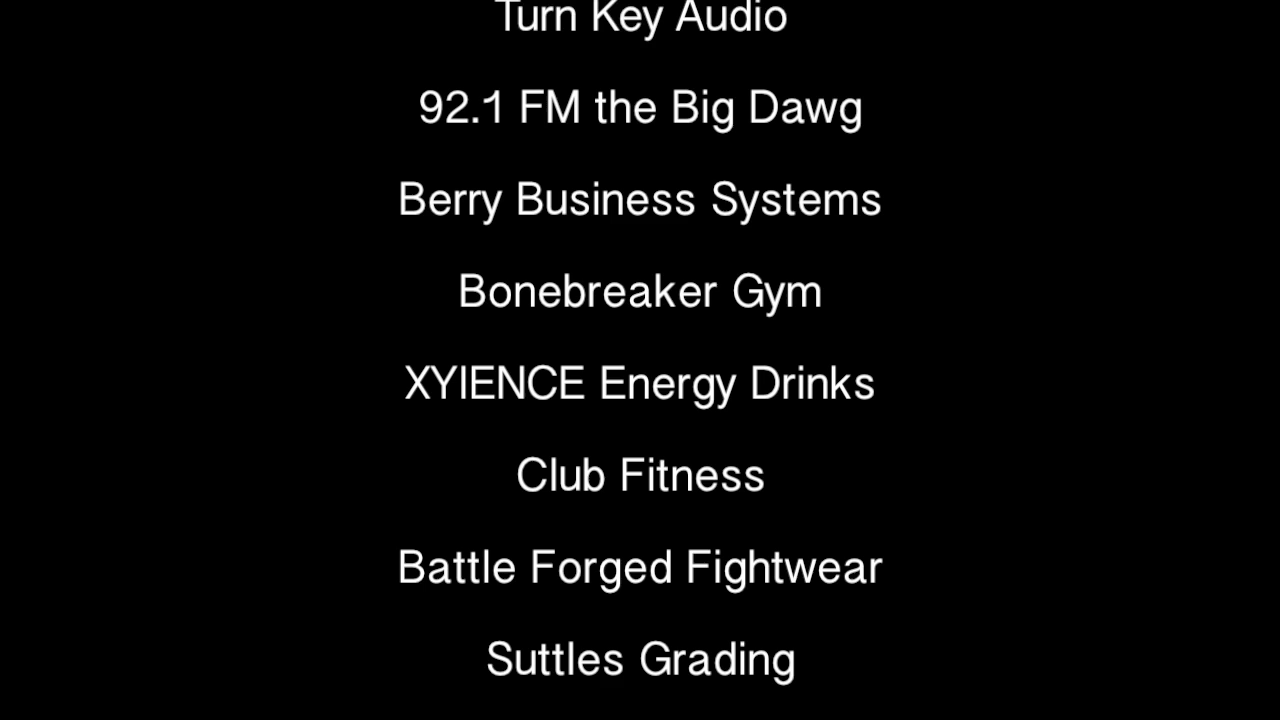 Turn Key Audio
92.1 FM the Big Dawg
Berry Business Systems
Bonebreaker Gym
XYIENCE Energy Drinks
Club Fitness
Battle Forged Fightwear
Suttles Grading